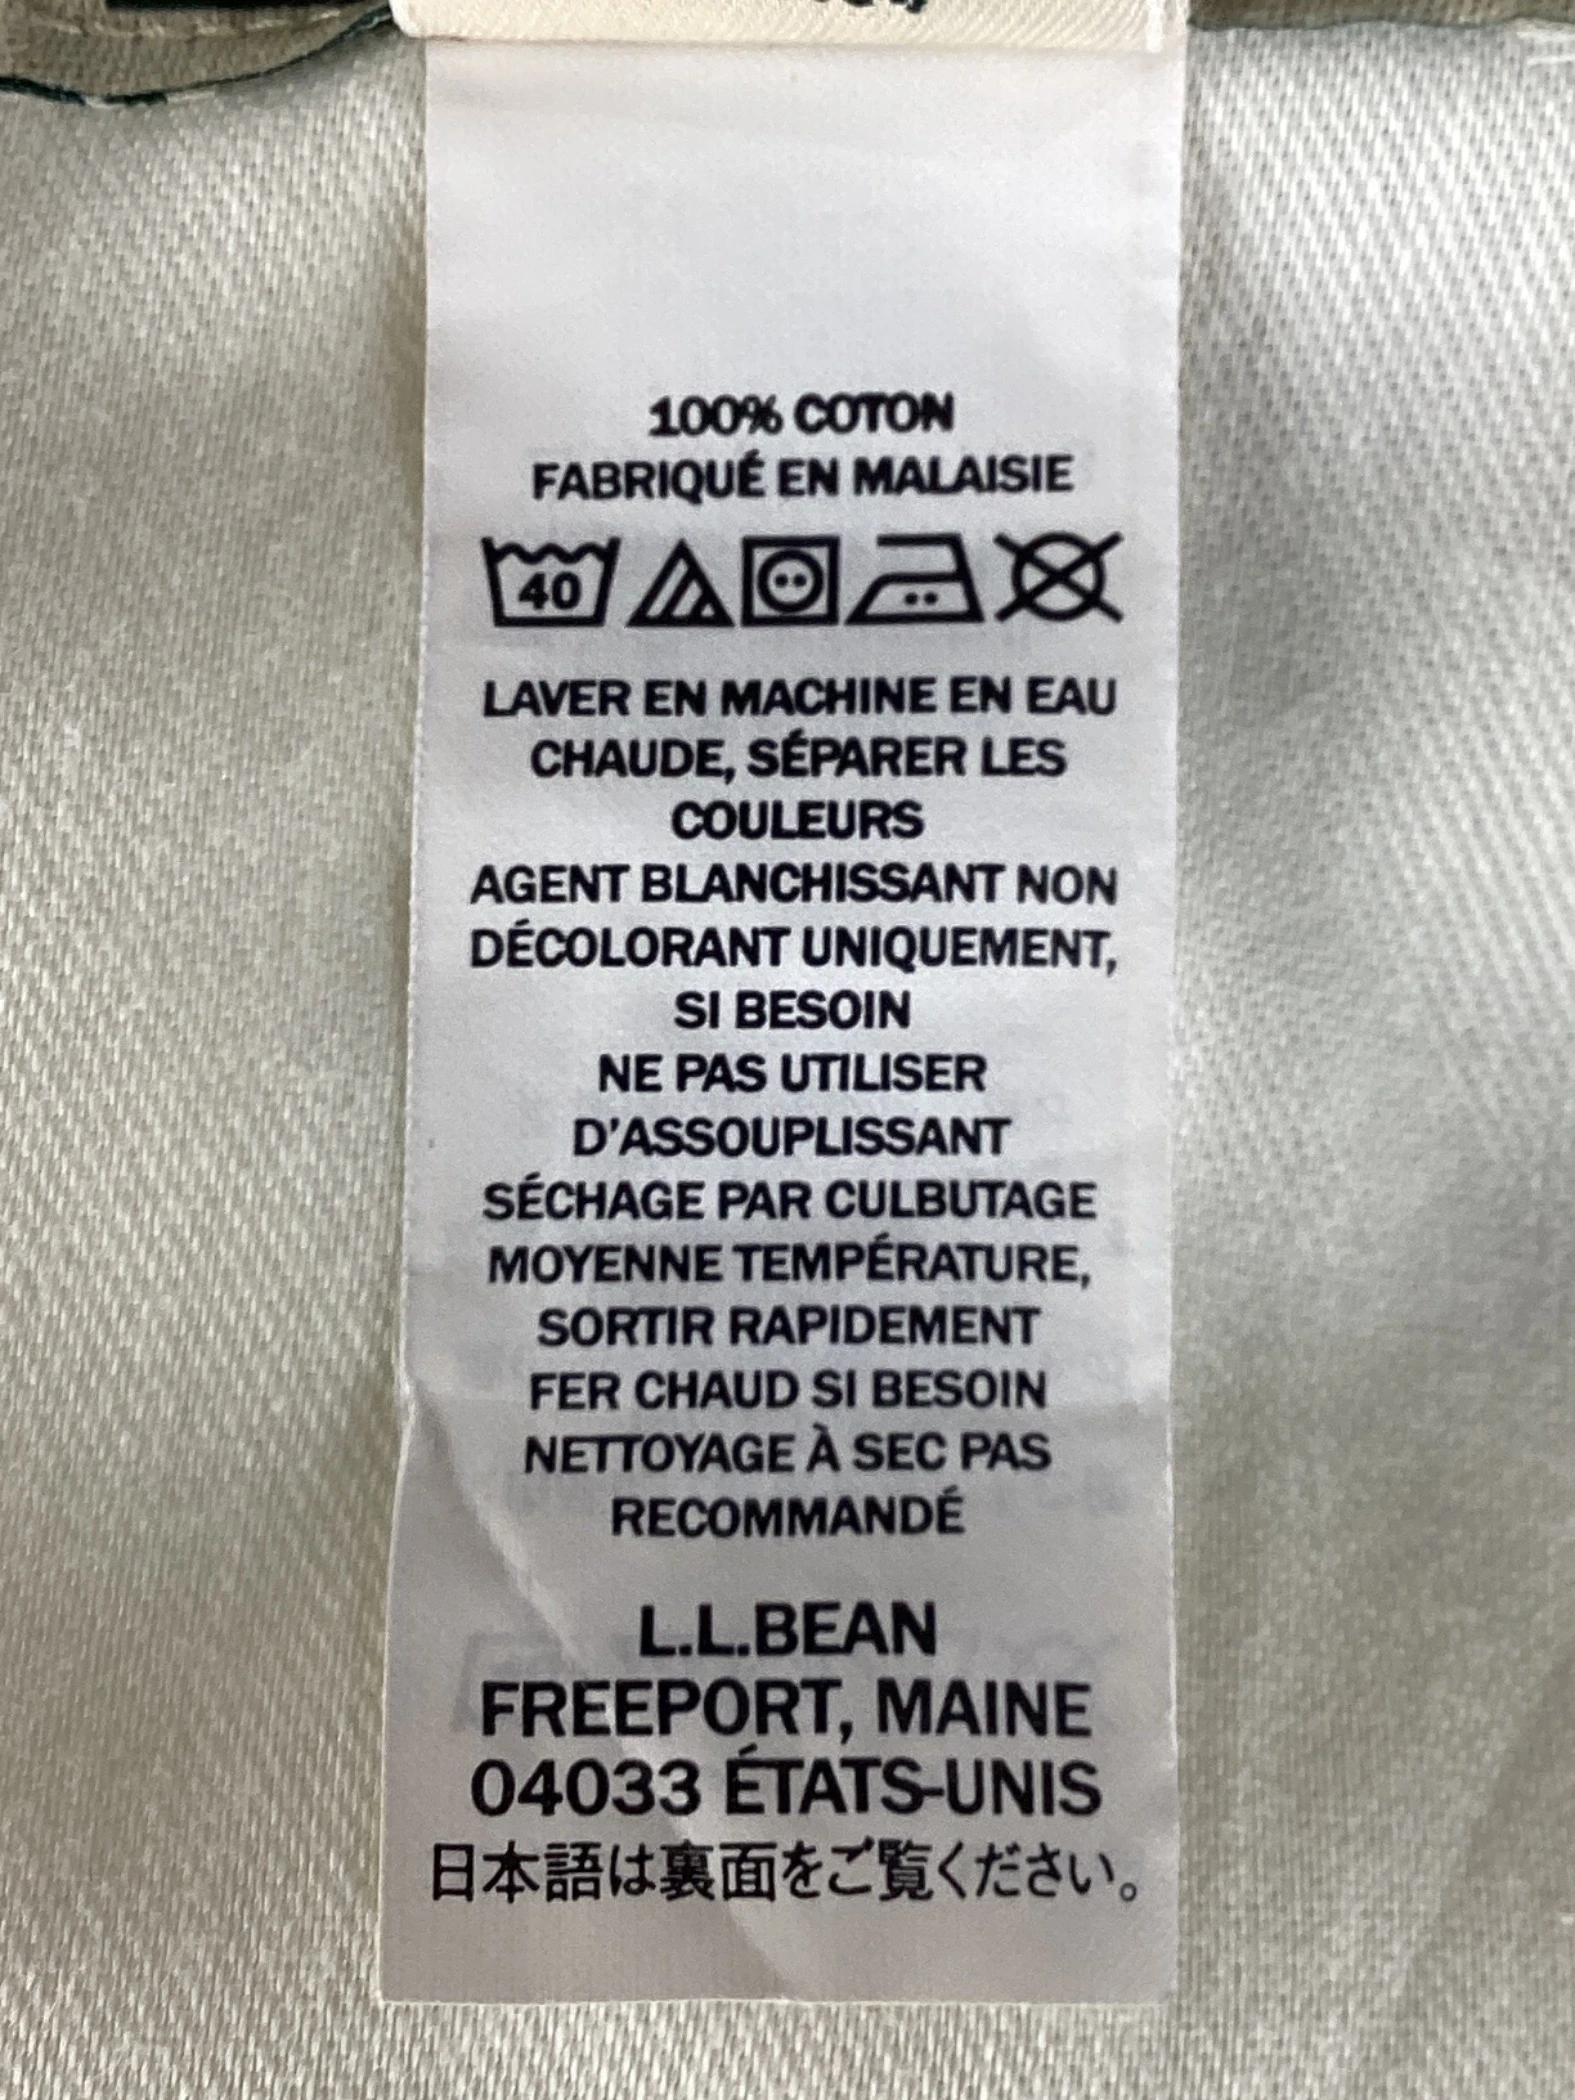 100% COTON
FABRIQUÉ EN MALAISIE
40
LAVER EN MACHINE EN EAU
CHAUDE, SÉPARER LES
COULEURS
AGENT BLANCHISSANT NON
DÉCOLORANT UNIQUEMENT,
SI BESOIN
NE PAS UTILISER
D'ASSOUPLISSANT
SÉCHAGE PAR CULBUTAGE
MOYENNE TEMPÉRATURE,
SORTIR RAPIDEMENT
FER CHAUD SI BESOIN
NETTOYAGE À SEC PAS
RECOMMANDÉ
L.L.BEAN
FREEPORT, MAINE
04033 ÉTATS-UNIS
日本語は裏面をご覧ください。